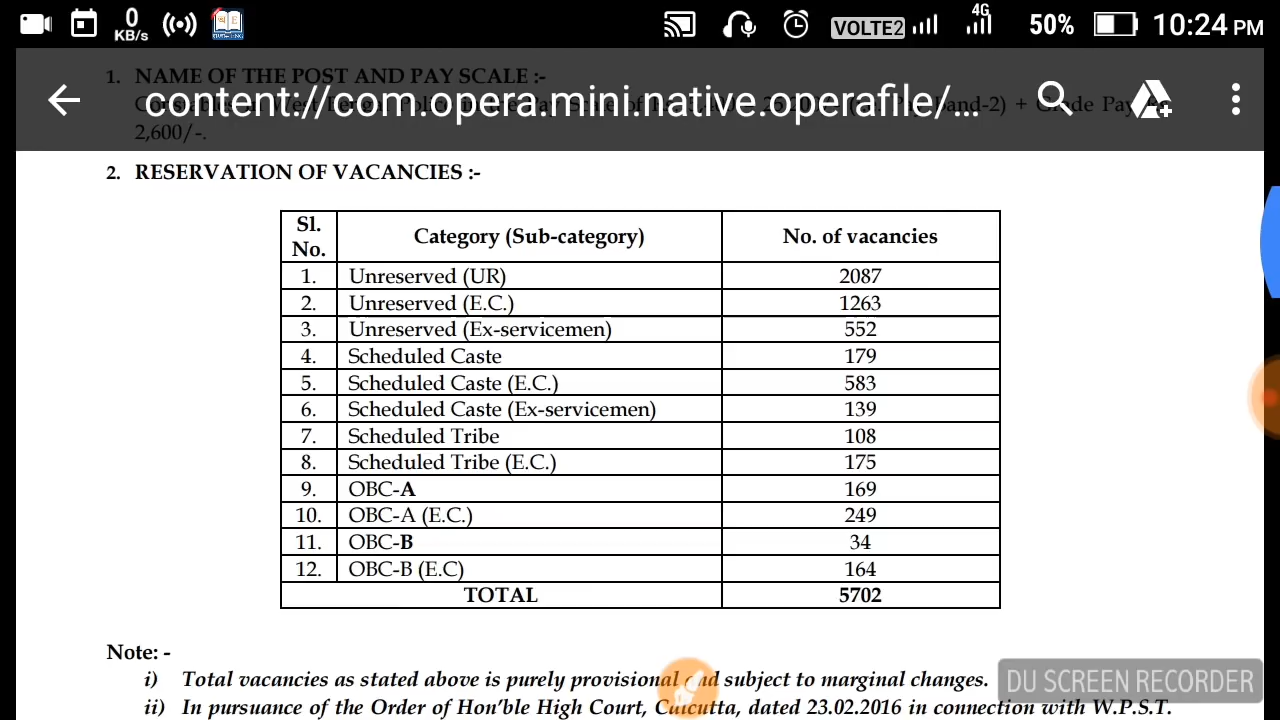 0
KB/s
VOLTE2
4G
50%
10:24 PM
1. NAME OF THE POST AND PAY SCALE :-
content://com.opera.mini.native.operafile/...
2,600/-.
2. RESERVATION OF VACANCIES :-
Sl. No. Category (Sub-category) No. of vacancies
1. Unreserved (UR) 2087
2. Unreserved (E.C.) 1263
3. Unreserved (Ex-servicemen) 552
4. Scheduled Caste 179
5. Scheduled Caste (E.C.) 583
6. Scheduled Caste (Ex-servicemen) 139
7. Scheduled Tribe 108
8. Scheduled Tribe (E.C.) 175
9. OBC-A 169
10. OBC-A (E.C.) 249
11. OBC-B 34
12. OBC-B (E.C) 164
TOTAL 5702
Note: -
i) Total vacancies as stated above is purely provisional and subject to marginal changes.
DU SCREEN RECORDER
ii) In pursuance of the Order of Hon'ble High Court, Calcutta, dated 23.02.2016 in connection with W.P.S.T.